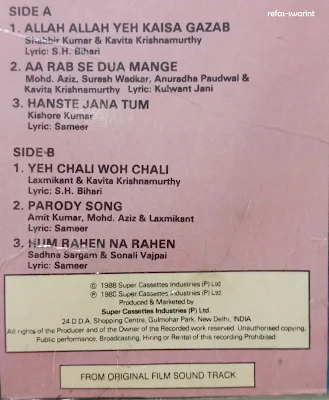 refas-swarint
SIDE A
1. ALLAH ALLAH YEH KAISA GAZAB
Shabbir Kumar & Kavita Krishnamurthy
Lyric: S.H. Bihari
2. AA RAB SE DUA MANGE
Mohd. Aziz, Suresh Wadkar, Anuradha Paudwal &
Kavita Krishnamurthy Lyric: Kulwant Jani
3. HANSTE JANA TUM
Kishore Kumar
Lyric: Sameer
SIDE-B
1. YEH CHALI WOH CHALI
Laxmikant & Kavita Krishnamurthy
Lyric: S.H. Bihari
2. PARODY SONG
Amit Kumar, Mohd. Aziz & Laxmikant
Lyric: Sameer
3. HUM RAHEN NA RAHEN
Sadhna Sargam & Sonali Vajpai
Lyric: Sameer
© 1988 Super Cassettes Industries (P) Ltd
℗ 1988 Super Cassettes Industries (P) Ltd
Produced & Marketed by
Super Cassettes Industries (P) Ltd.
24 D.D.A. Shopping Centre, Gulmohar Park, New Delhi, INDIA
All rights of the Producer and of the Owner of the Recorded work reserved. Unauthorised copying,
Public performance, Broadcasting, Hiring or Rental of this recording Prohibited
FROM ORIGINAL FILM SOUND TRACK